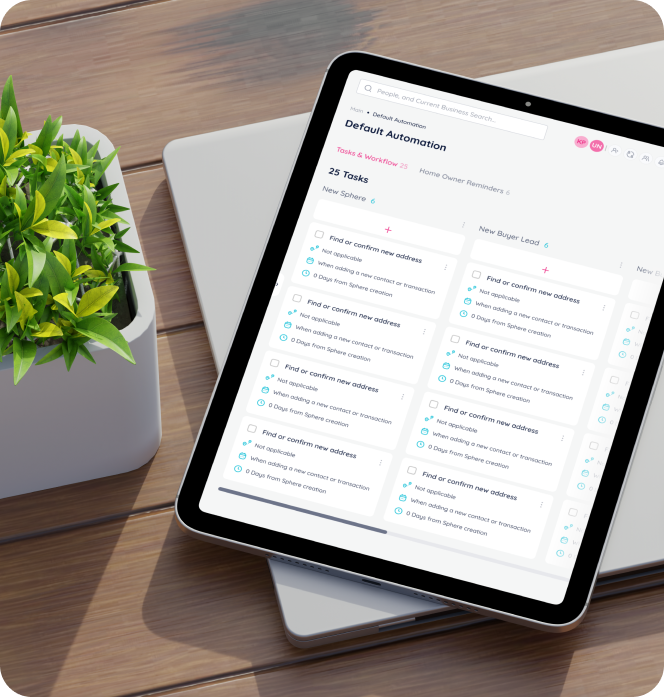 People, and Current Business Search...
KP UN
Main • Default Automation
Default Automation
Tasks & Workflow 25 Home Owner Reminders 6
25 Tasks
New Sphere 6
+
Find or confirm new address
Not applicable
When adding a new contact or transaction
0 Days from Sphere creation
Find or confirm new address
Not applicable
When adding a new contact or transaction
0 Days from Sphere creation
Find or confirm new address
Not applicable
When adding a new contact or transaction
0 Days from Sphere creation
Find or confirm new address
Not applicable
When adding a new contact or transaction
0 Days from Sphere creation
New Buyer Lead 6
+
Find or confirm new address
Not applicable
When adding a new contact or transaction
0 Days from Sphere creation
Find or confirm new address
Not applicable
When adding a new contact or transaction
0 Days from Sphere creation
Find or confirm new address
Not applicable
When adding a new contact or transaction
0 Days from Sphere creation
Find or confirm new address
Not applicable
When adding a new contact or transaction
0 Days from Sphere creation
New